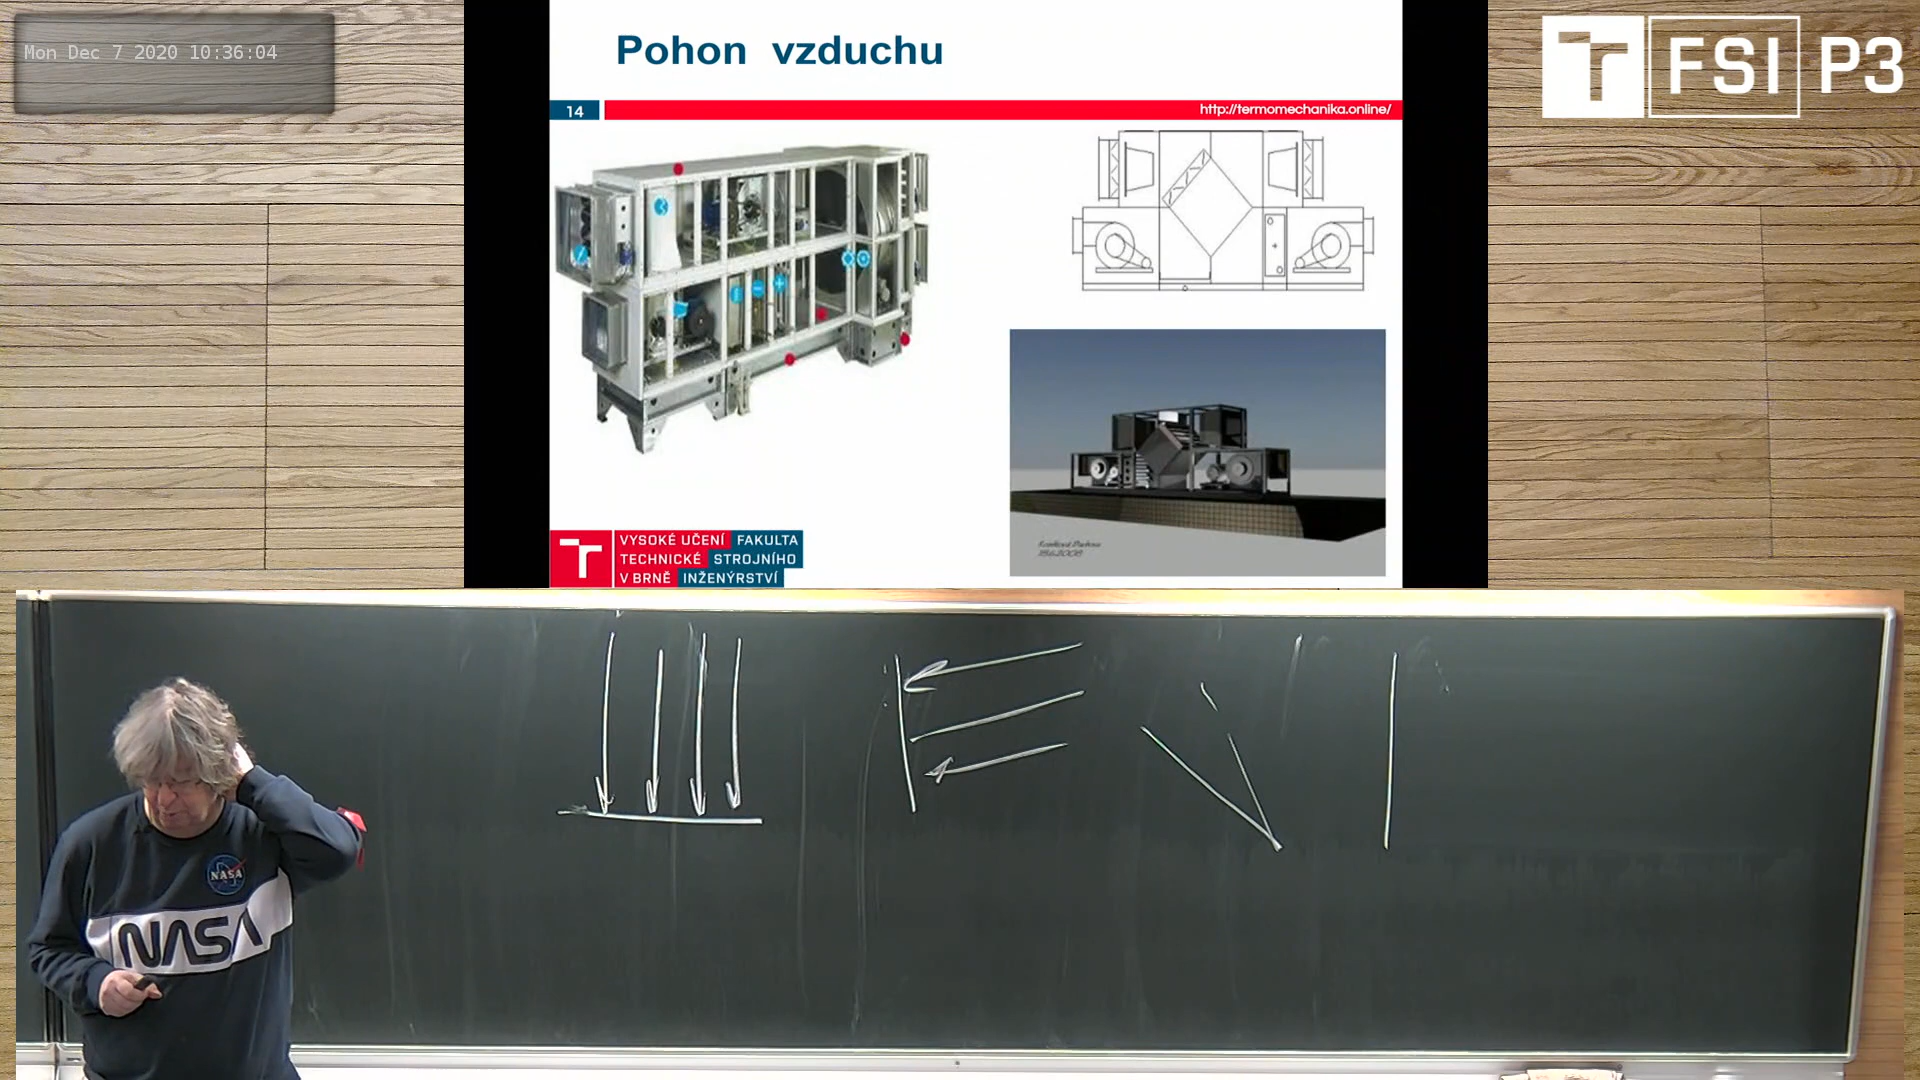 Mon Dec 7 2020 10:36:04
Pohon vzduchu
14
http://termomechanika.online/
FSI P3
VYSOKÉ UČENÍ FAKULTA
TECHNICKÉ STROJNÍHO
V BRNĚ INŽENÝRSTVÍ
NASA
NASA